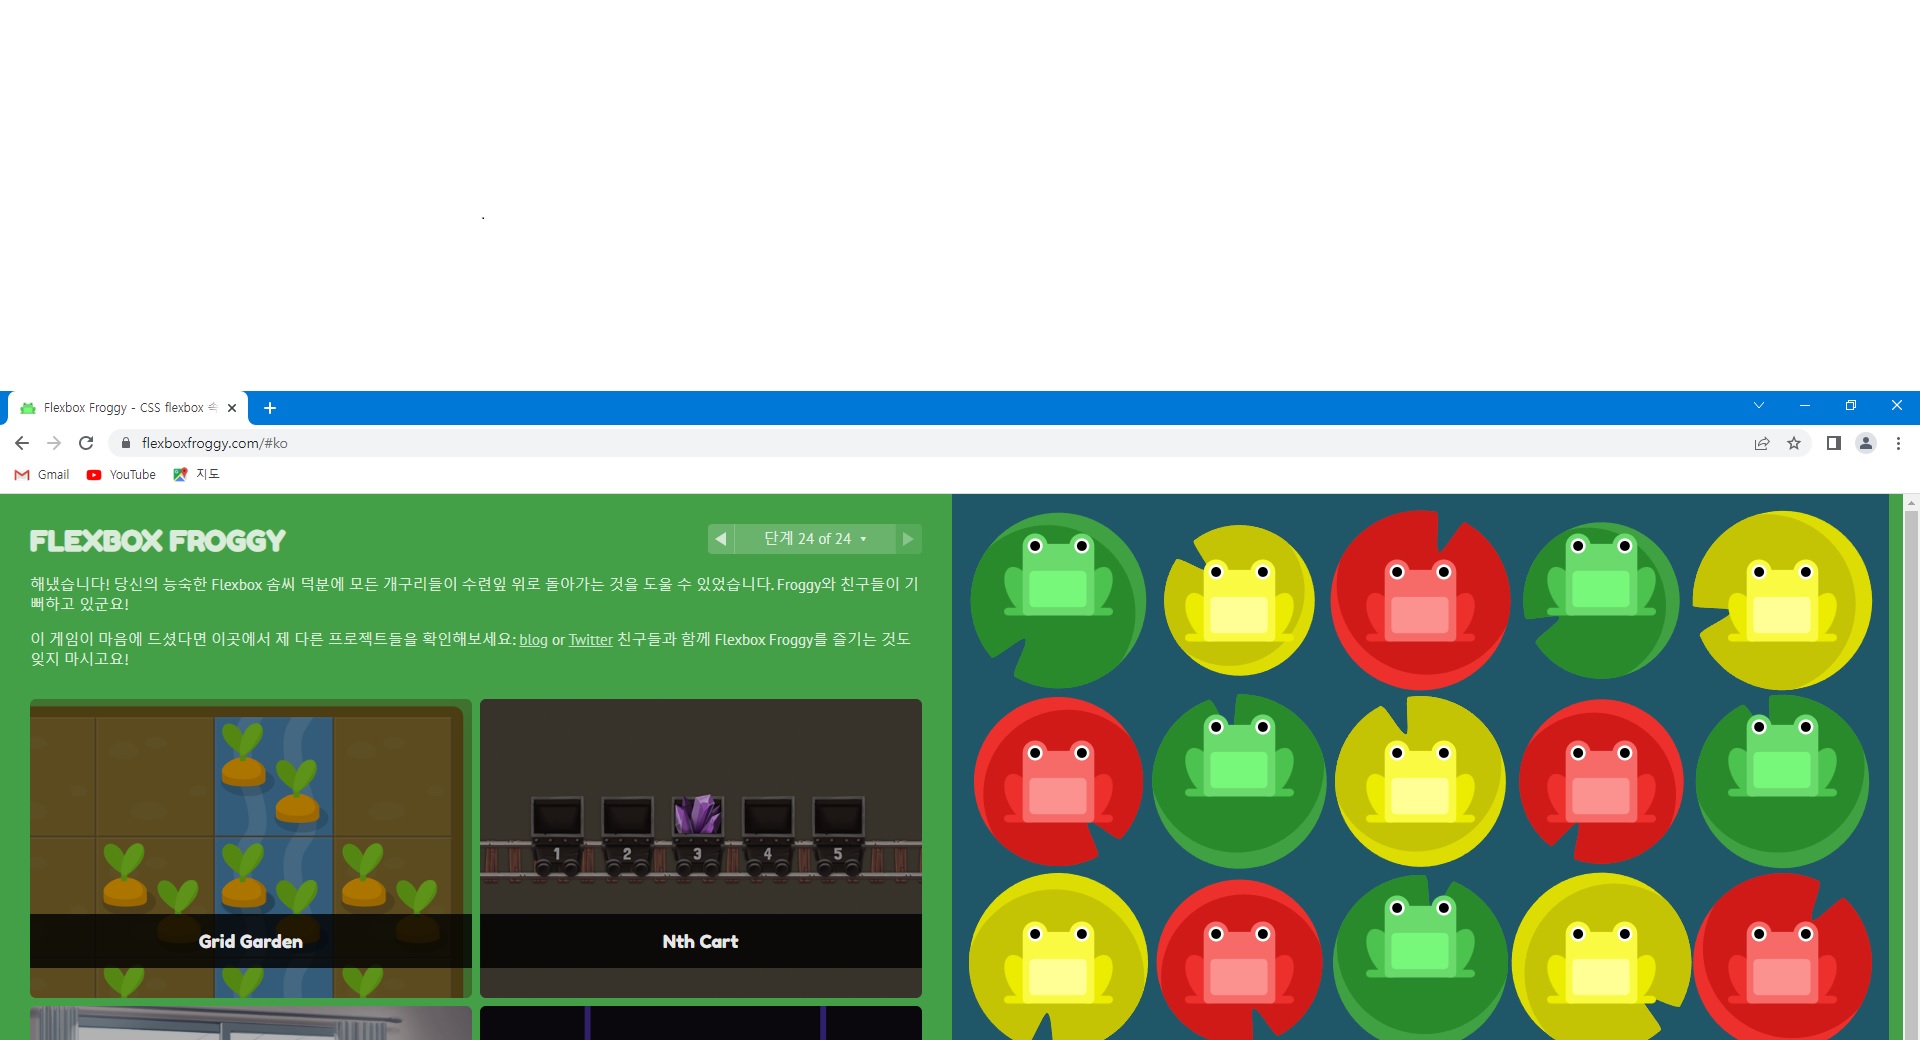 .
Flexbox Froggy - CSS flexbox 속
flexboxfroggy.com/#ko
Gmail YouTube 지도
FLEXBOX FROGGY
단계 24 of 24
해냈습니다! 당신의 능숙한 Flexbox 솜씨 덕분에 모든 개구리들이 수련잎 위로 돌아가는 것을 도울 수 있었습니다. Froggy와 친구들이 기
뻐하고 있군요!
이 게임이 마음에 드셨다면 이곳에서 제 다른 프로젝트들을 확인해보세요: blog or Twitter 친구들과 함께 Flexbox Froggy를 즐기는 것도
잊지 마시고요!
1 2 3 4 5
Grid Garden
Nth Cart